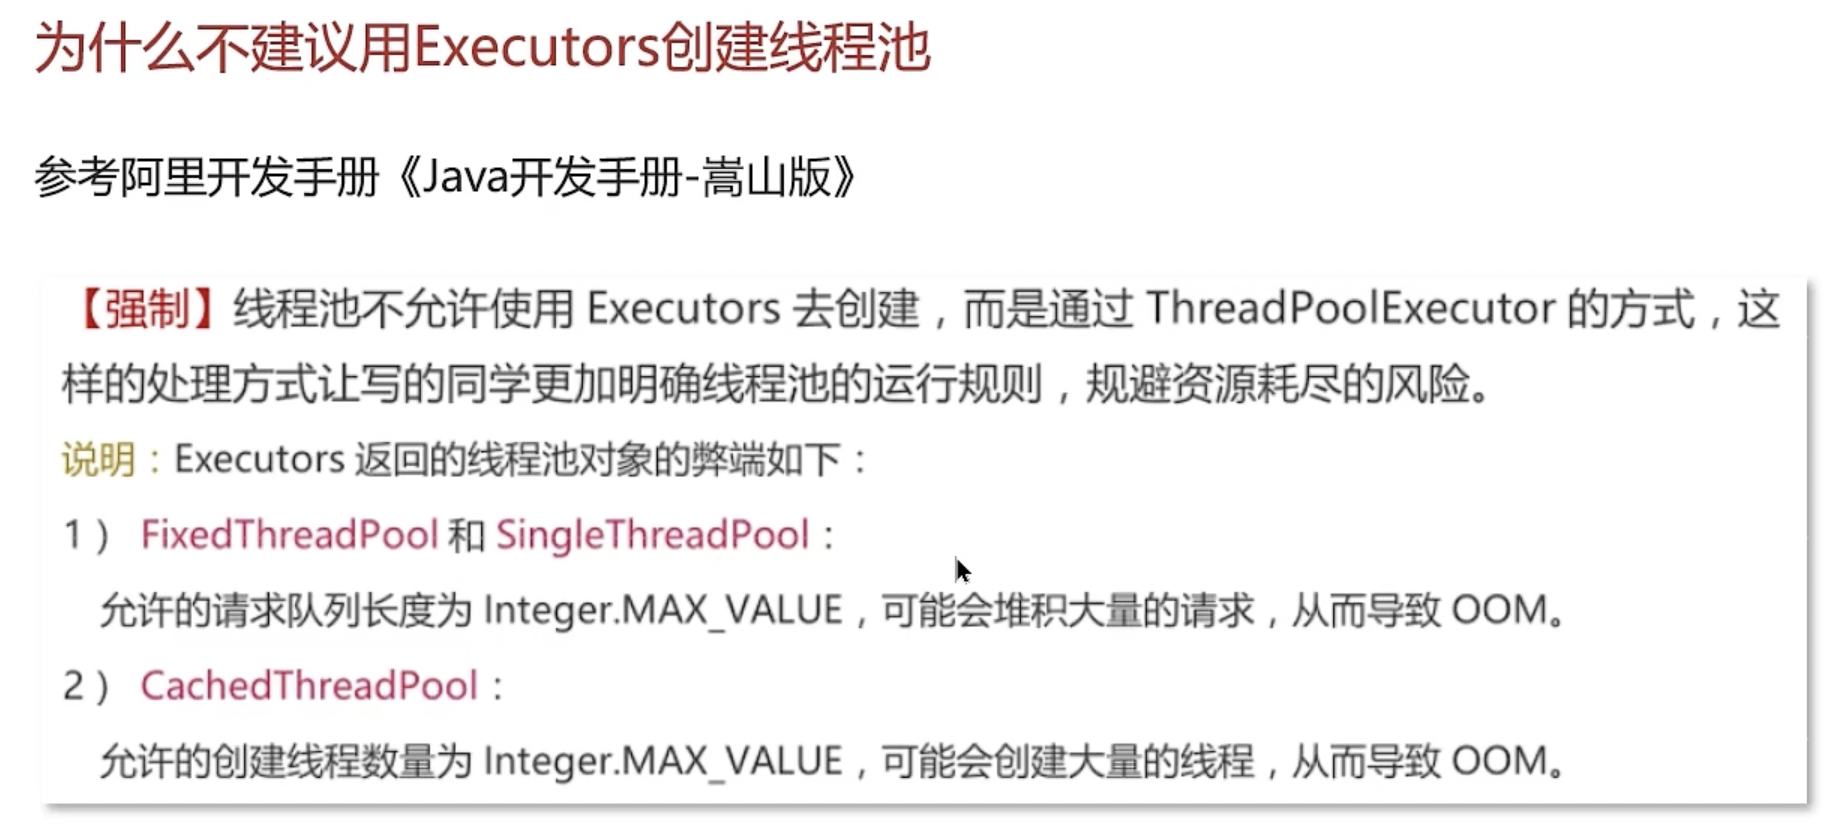 为什么不建议用Executors创建线程池
参考阿里开发手册《Java开发手册-嵩山版》
【强制】线程池不允许使用 Executors 去创建，而是通过 ThreadPoolExecutor 的方式，这
样的处理方式让写的同学更加明确线程池的运行规则，规避资源耗尽的风险。
说明：Executors 返回的线程池对象的弊端如下：
1） FixedThreadPool 和 SingleThreadPool：
允许的请求队列长度为 Integer.MAX_VALUE，可能会堆积大量的请求，从而导致 OOM。
2） CachedThreadPool：
允许的创建线程数量为 Integer.MAX_VALUE，可能会创建大量的线程，从而导致 OOM。